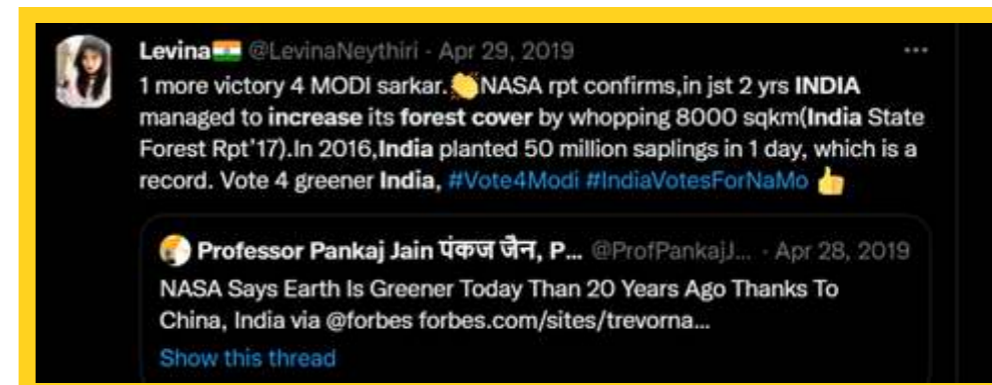 Levina🇮🇳 @LevinaNeythiri · Apr 29, 2019
1 more victory 4 MODI sarkar.👏NASA rpt confirms,in jst 2 yrs INDIA
managed to increase its forest cover by whopping 8000 sqkm(India State
Forest Rpt'17).In 2016,India planted 50 million saplings in 1 day, which is a
record. Vote 4 greener India, #Vote4Modi #IndiaVotesForNaMo 👍
Professor Pankaj Jain पंकज जैन, P... @ProfPankajJ... · Apr 28, 2019
NASA Says Earth Is Greener Today Than 20 Years Ago Thanks To
China, India via @forbes forbes.com/sites/trevorna...
Show this thread